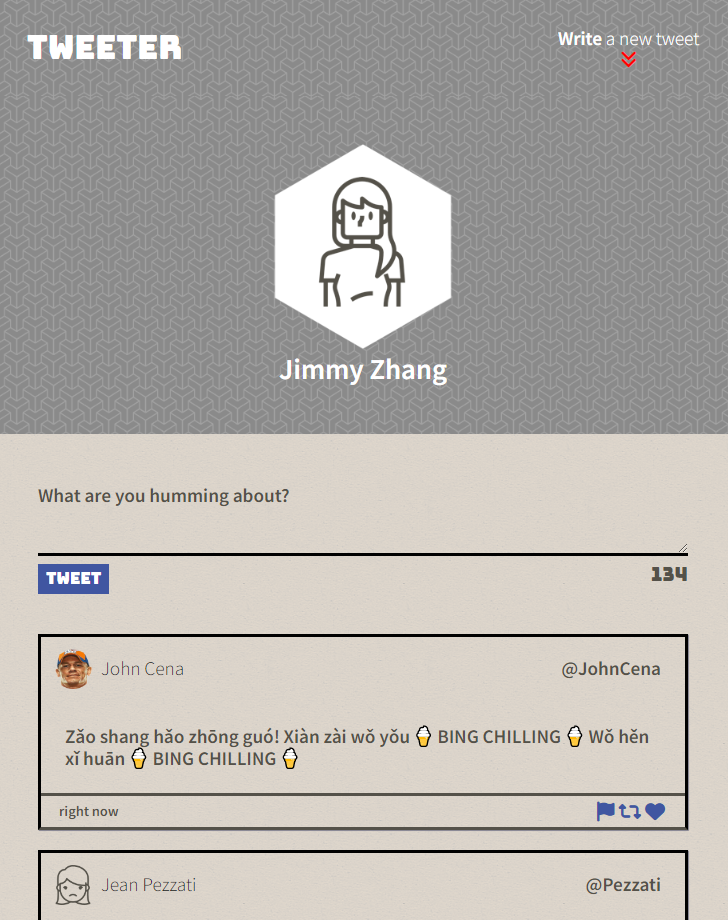 TWEETER
Write a new tweet
Jimmy Zhang
What are you humming about?
TWEET
134
John Cena
@JohnCena
Zǎo shang hǎo zhōng guó! Xiàn zài wǒ yǒu 🍦 BING CHILLING 🍦 Wǒ hěn
xǐ huān 🍦 BING CHILLING 🍦
right now
Jean Pezzati
@Pezzati